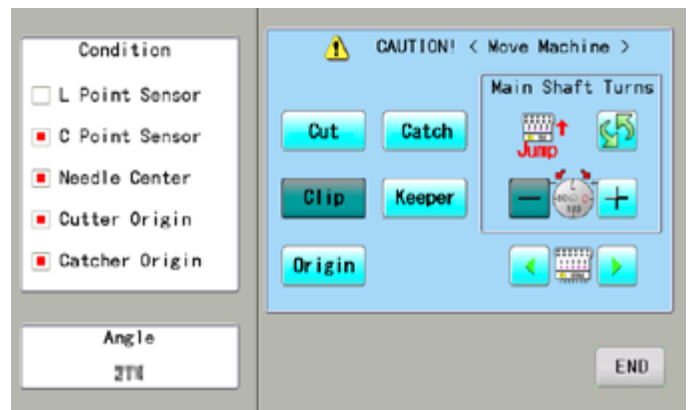 Condition
L Point Sensor
C Point Sensor
Needle Center
Cutter Origin
Catcher Origin
Angle
CAUTION! < Move Machine >
Main Shaft Turns
Cut
Catch
Jump
Clip
Keeper
Origin
END